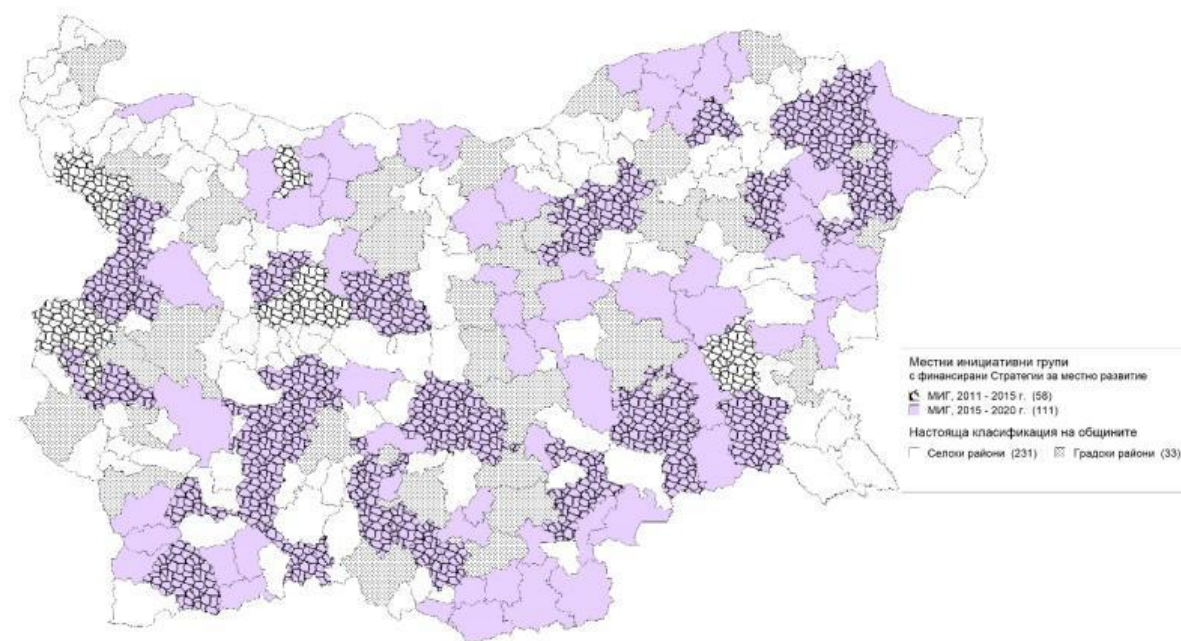 Местни инициативни групи
с финансирани Стратегии за местно развитие
МИГ, 2011 - 2015 г. (58)
МИГ, 2015 - 2020 г. (111)
Настояща класификация на общините
Селски райони (231) Градски райони (33)